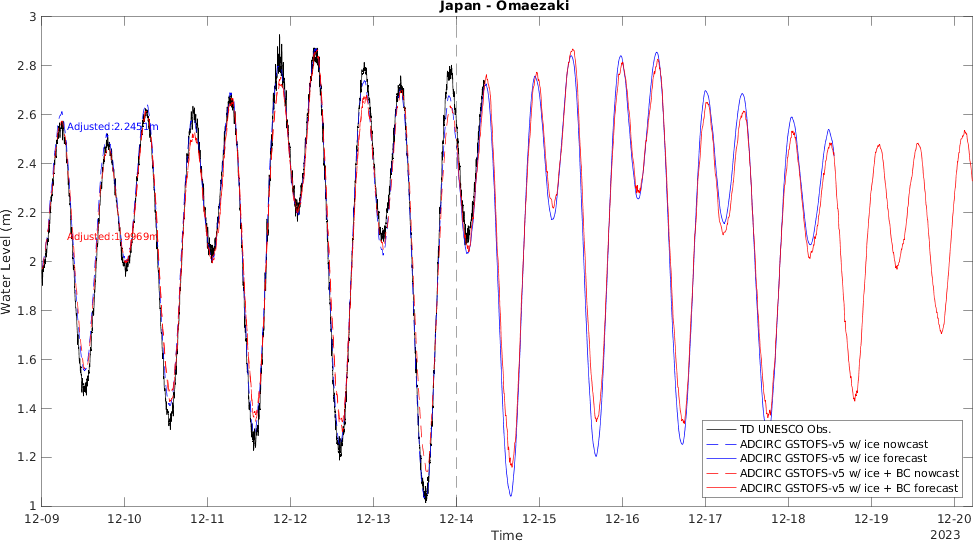 Japan - Omaezaki
3
2.8
2.6
2.4
2.2
2
1.8
1.6
1.4
1.2
1
Water Level (m)
Adjusted:2.2451m
Adjusted:1.9969m
TD UNESCO Obs.
ADCIRC GSTOFS-v5 w/ ice nowcast
ADCIRC GSTOFS-v5 w/ ice forecast
ADCIRC GSTOFS-v5 w/ ice + BC nowcast
ADCIRC GSTOFS-v5 w/ ice + BC forecast
12-09 12-10 12-11 12-12 12-13 12-14 12-15 12-16 12-17 12-18 12-19 12-20
Time
2023